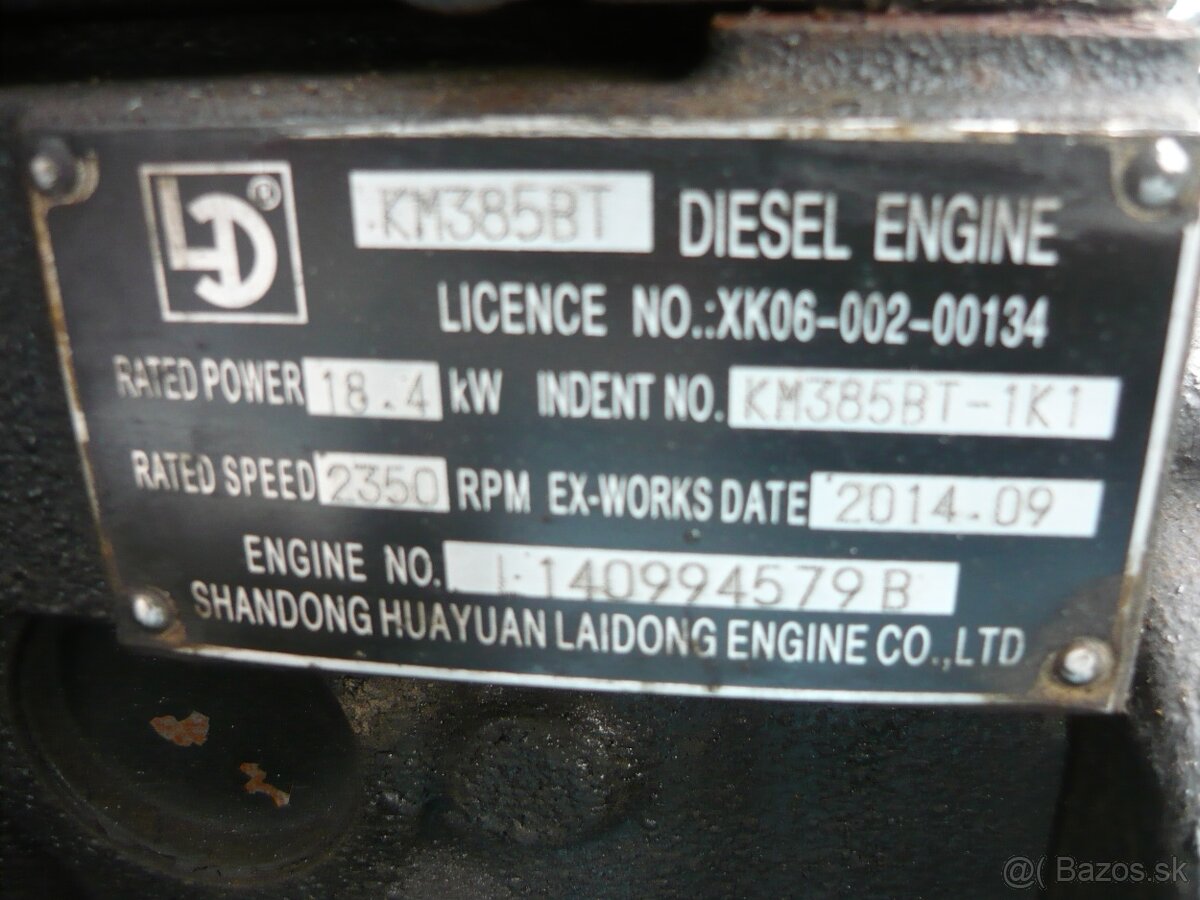 LD® KM385BT DIESEL ENGINE
LICENCE NO.:XK06-002-00134
RATED POWER 18.4 kW INDENT NO. KM385BT-1K1
RATED SPEED 2350 RPM EX-WORKS DATE 2014.09
ENGINE NO. L140994579B
SHANDONG HUAYUAN LAIDONG ENGINE CO.,LTD
@( Bazos.sk